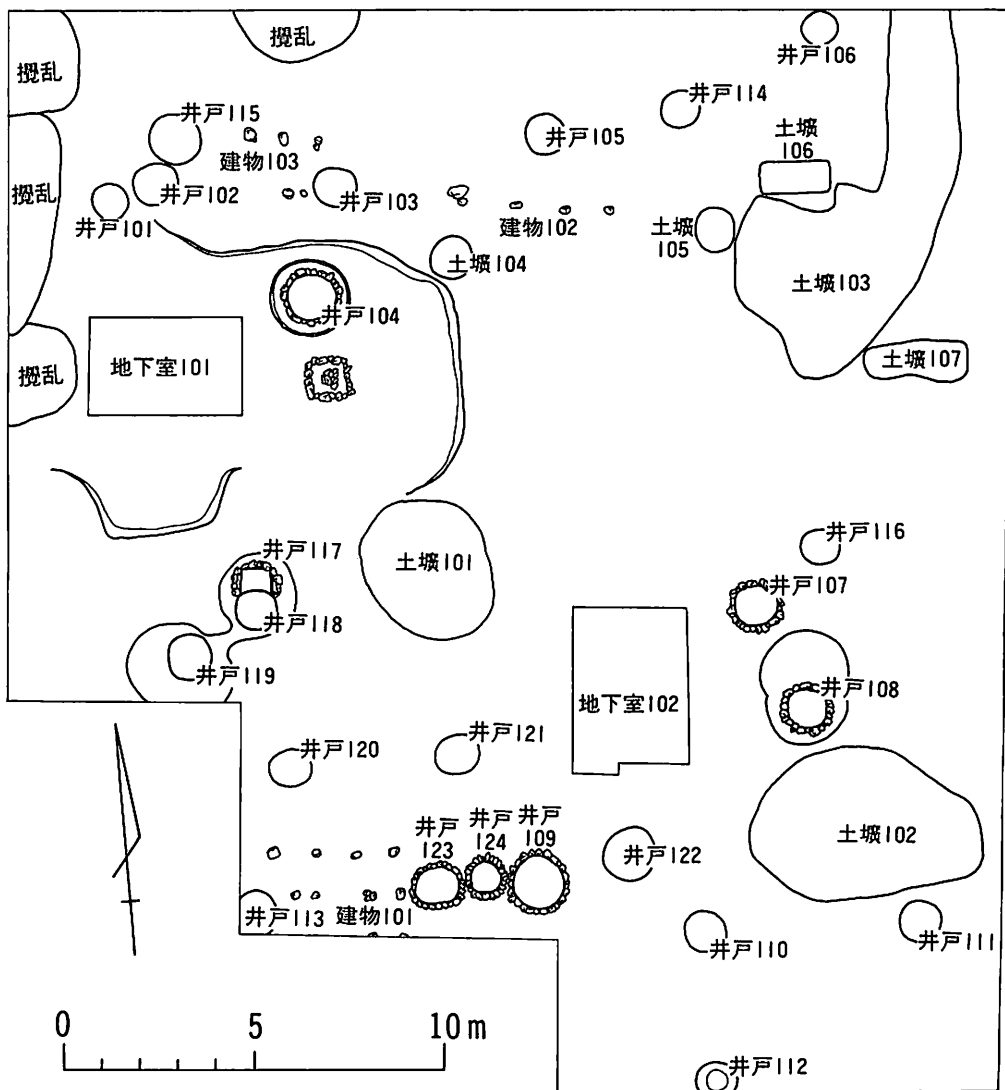 攪乱
攪乱
井戸106
井戸115
井戸114
井戸105
土壙
106
建物103
攪乱
井戸102
井戸103
井戸101
建物102
土壙
105
土壙104
土壙103
井戸104
地下室101
攪乱
土壙107
井戸116
井戸117
土壙101
井戸107
井戸118
井戸119
井戸108
地下室102
井戸120
井戸121
井戸
123
井戸
124
井戸
109
土壙102
井戸122
井戸113
建物101
井戸110
井戸111
0 5 10m
井戸112